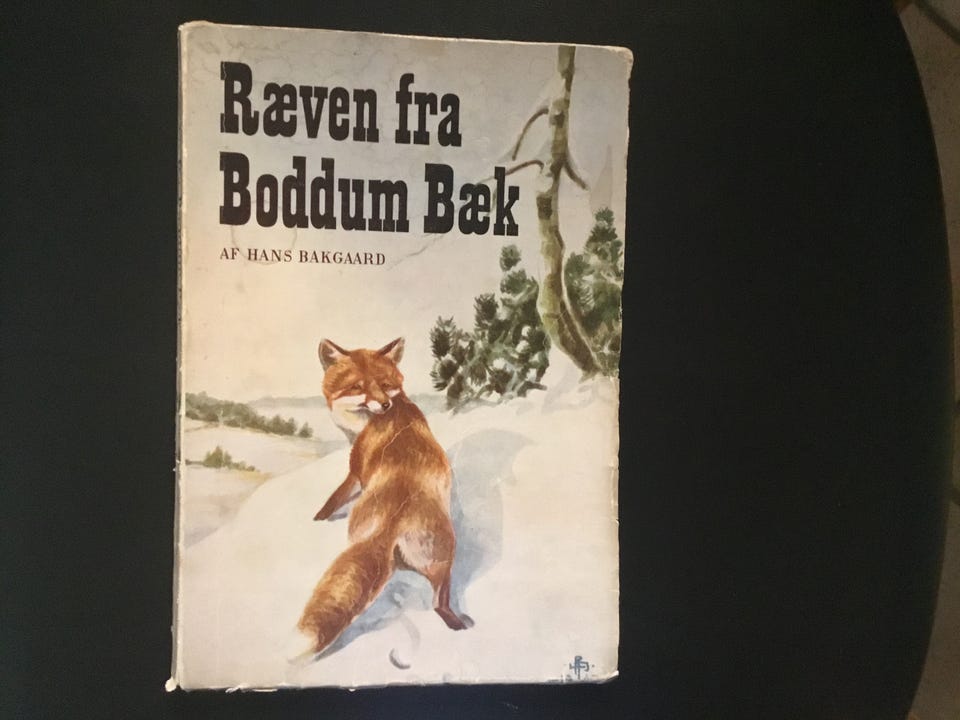 Ræven fra
Boddum Bæk
AF HANS BAKGAARD